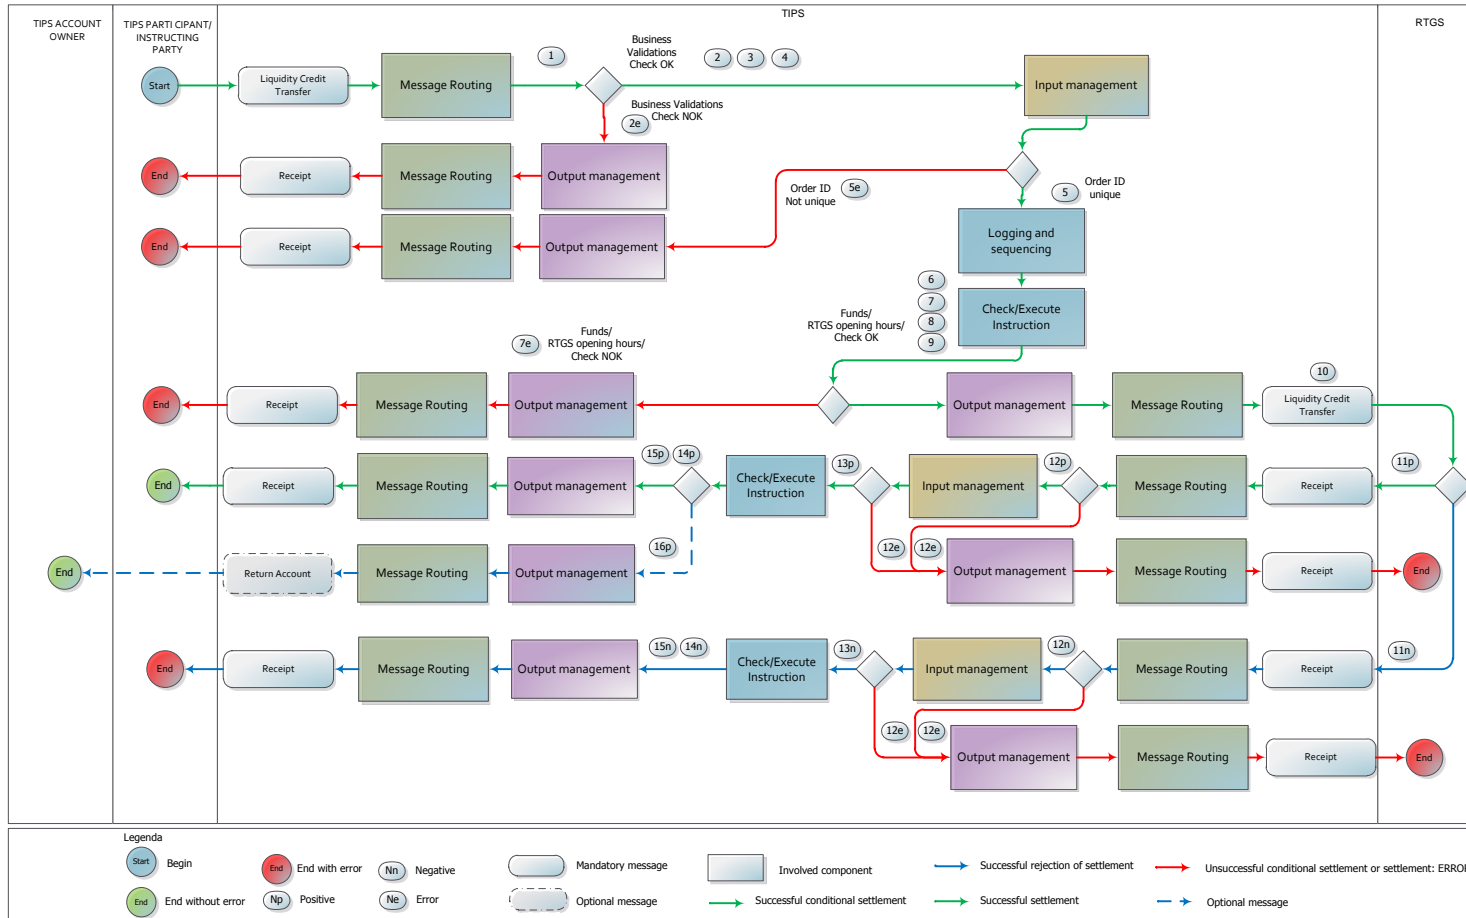 TIPS
TIPS ACCOUNT
OWNER
TIPS PARTI CIPANT/
INSTRUCTING
PARTY
RTGS
Start
Liquidity Credit
Transfer
Message Routing
1
Business
Validations
Check OK
2
3
4
Input management
Business Validations
Check NOK
2e
End
Receipt
Message Routing
Output management
Order ID
Not unique
5e
5
Order ID
unique
End
Receipt
Message Routing
Output management
Logging and
sequencing
6
7
8
9
Check/Execute
Instruction
Funds/
RTGS opening hours/
Check OK
7e
Funds/
RTGS opening hours/
Check NOK
10
End
Receipt
Message Routing
Output management
Output management
Message Routing
Liquidity Credit
Transfer
15p
14p
13p
12p
11p
End
Receipt
Message Routing
Output management
Check/Execute
Instruction
Input management
Message Routing
Receipt
16p
12e
12e
End
Return Account
Message Routing
Output management
Output management
Message Routing
Receipt
End
15n
14n
13n
12n
11n
End
Receipt
Message Routing
Output management
Check/Execute
Instruction
Input management
Message Routing
Receipt
12e
12e
Output management
Message Routing
Receipt
End
Legenda
Start
Begin
End
End with error
Nn
Negative
Mandatory message
Involved component
Successful rejection of settlement
Unsuccessful conditional settlement or settlement: ERROR
End
End without error
Np
Positive
Ne
Error
Optional message
Successful conditional settlement
Successful settlement
Optional message